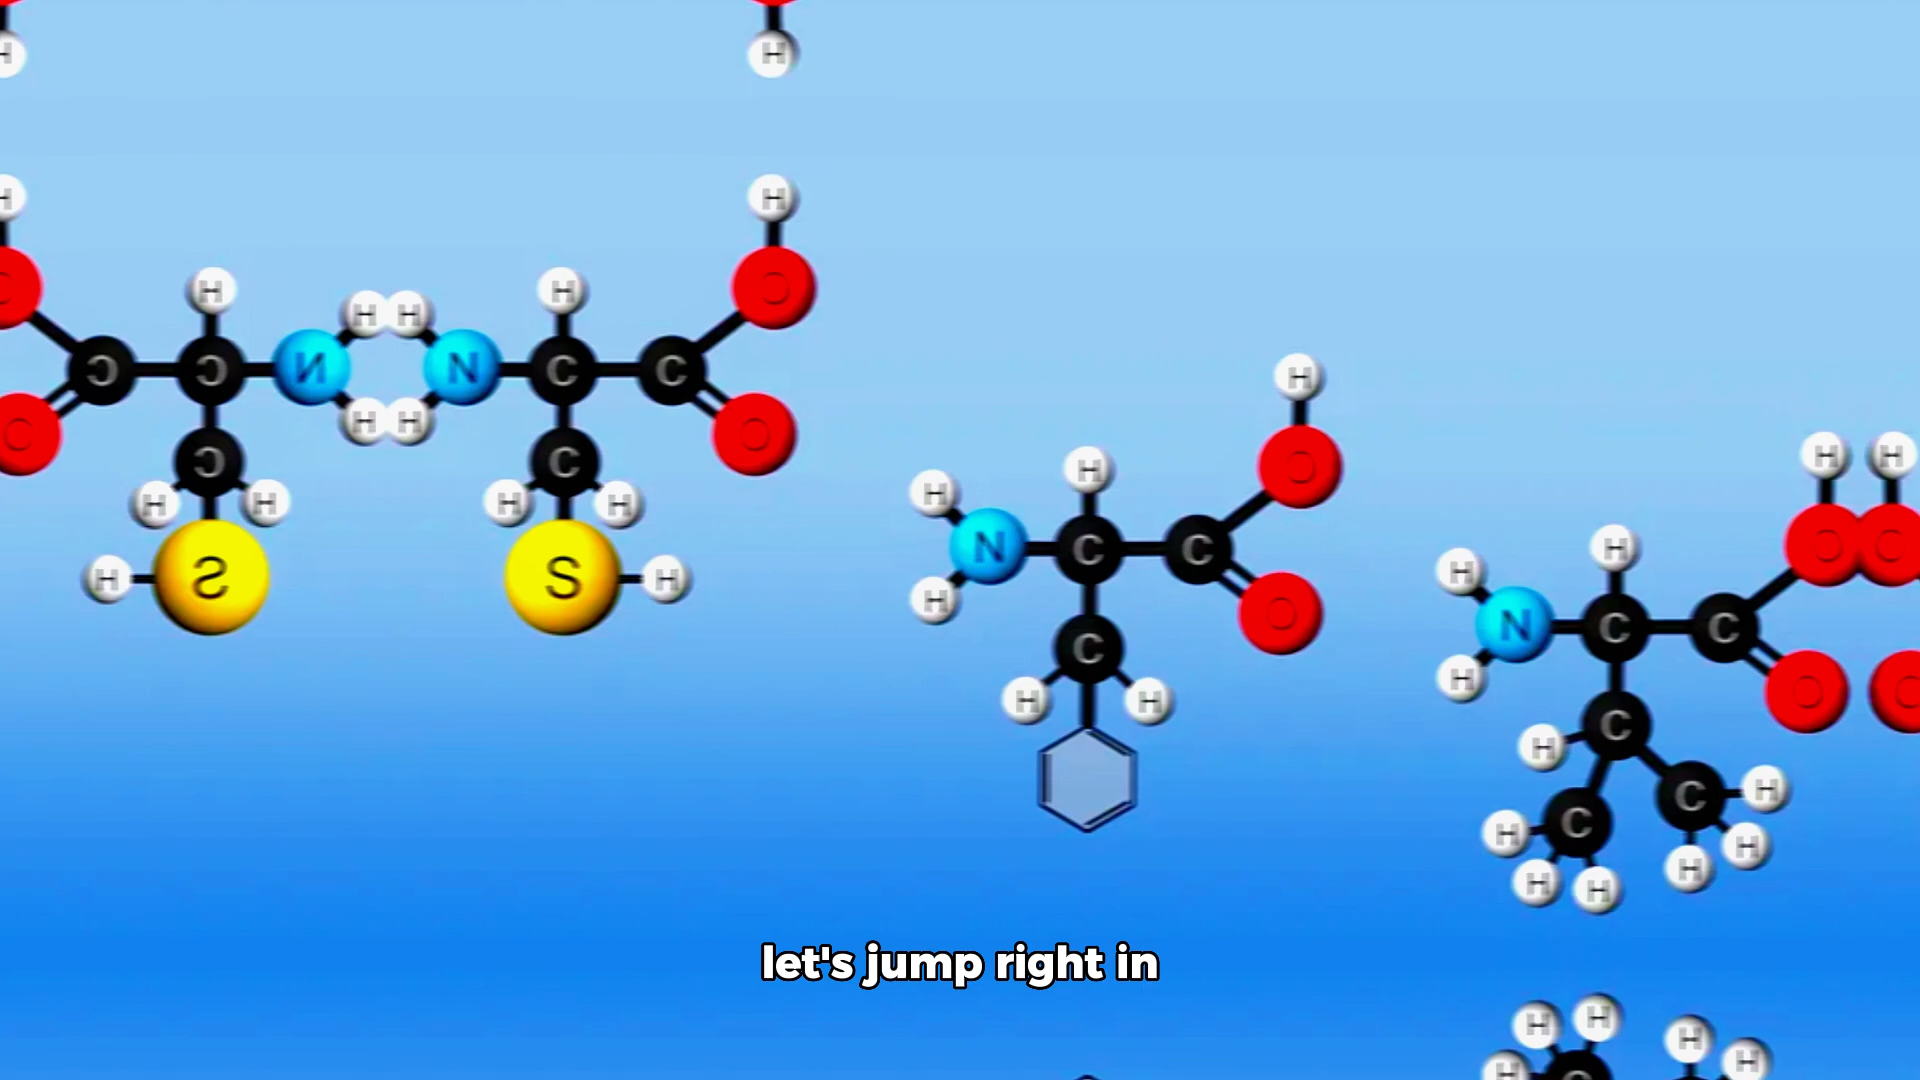 H H
H H
H H H H H
O C C N N C C O
H H
O C C O
H H H H
H S S H
H
H H
O
N C C
H
O
C
H H
H H
H
H O O
N C C
H
O O
C
H
C C H
H H
H H H
let's jump right in
H H H
H H
C